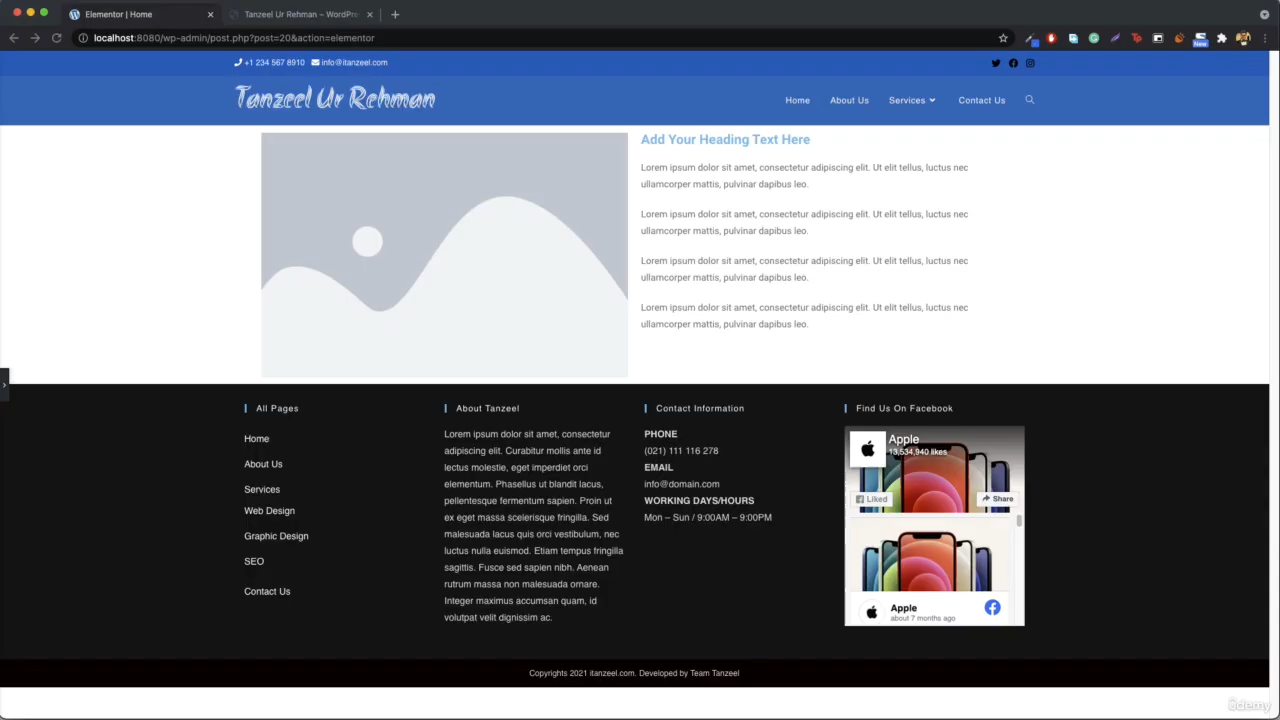 Elementor | Home
Tanzeel Ur Rehman – WordPre
localhost:8080/wp-admin/post.php?post=20&action=elementor
New
+1 234 567 8910 info@itanzeel.com
Tanzeel Ur Rehman
Home About Us Services Contact Us
Add Your Heading Text Here
Lorem ipsum dolor sit amet, consectetur adipiscing elit. Ut elit tellus, luctus nec
ullamcorper mattis, pulvinar dapibus leo.
Lorem ipsum dolor sit amet, consectetur adipiscing elit. Ut elit tellus, luctus nec
ullamcorper mattis, pulvinar dapibus leo.
Lorem ipsum dolor sit amet, consectetur adipiscing elit. Ut elit tellus, luctus nec
ullamcorper mattis, pulvinar dapibus leo.
Lorem ipsum dolor sit amet, consectetur adipiscing elit. Ut elit tellus, luctus nec
ullamcorper mattis, pulvinar dapibus leo.
All Pages
Home
About Us
Services
Web Design
Graphic Design
SEO
Contact Us
About Tanzeel
Lorem ipsum dolor sit amet, consectetur
adipiscing elit. Curabitur mollis ante id
lectus molestie, eget imperdiet orci
elementum. Phasellus ut blandit lacus,
pellentesque fermentum sapien. Proin ut
ex eget massa scelerisque fringilla. Sed
malesuada lacus quis orci vestibulum, nec
luctus nulla euismod. Etiam tempus fringilla
sagittis. Fusce sed sapien nibh. Aenean
rutrum massa non malesuada ornare.
Integer maximus accumsan quam, id
volutpat velit dignissim ac.
Contact Information
PHONE
(021) 111 116 278
EMAIL
info@domain.com
WORKING DAYS/HOURS
Mon – Sun / 9:00AM – 9:00PM
Find Us On Facebook
Apple
13,534,940 likes
Liked
Share
Apple
about 7 months ago
Copyrights 2021 itanzeel.com. Developed by Team Tanzeel
ûdemy